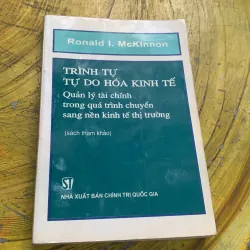 Ronald I. McKinnon
TRÌNH TỰ
TỰ DO HÓA KINH TẾ
Quản lý tài chính
trong quá trình chuyển
sang nền kinh tế thị trường
(sách tham khảo)
ST
NHÀ XUẤT BẢN CHÍNH TRỊ QUỐC GIA